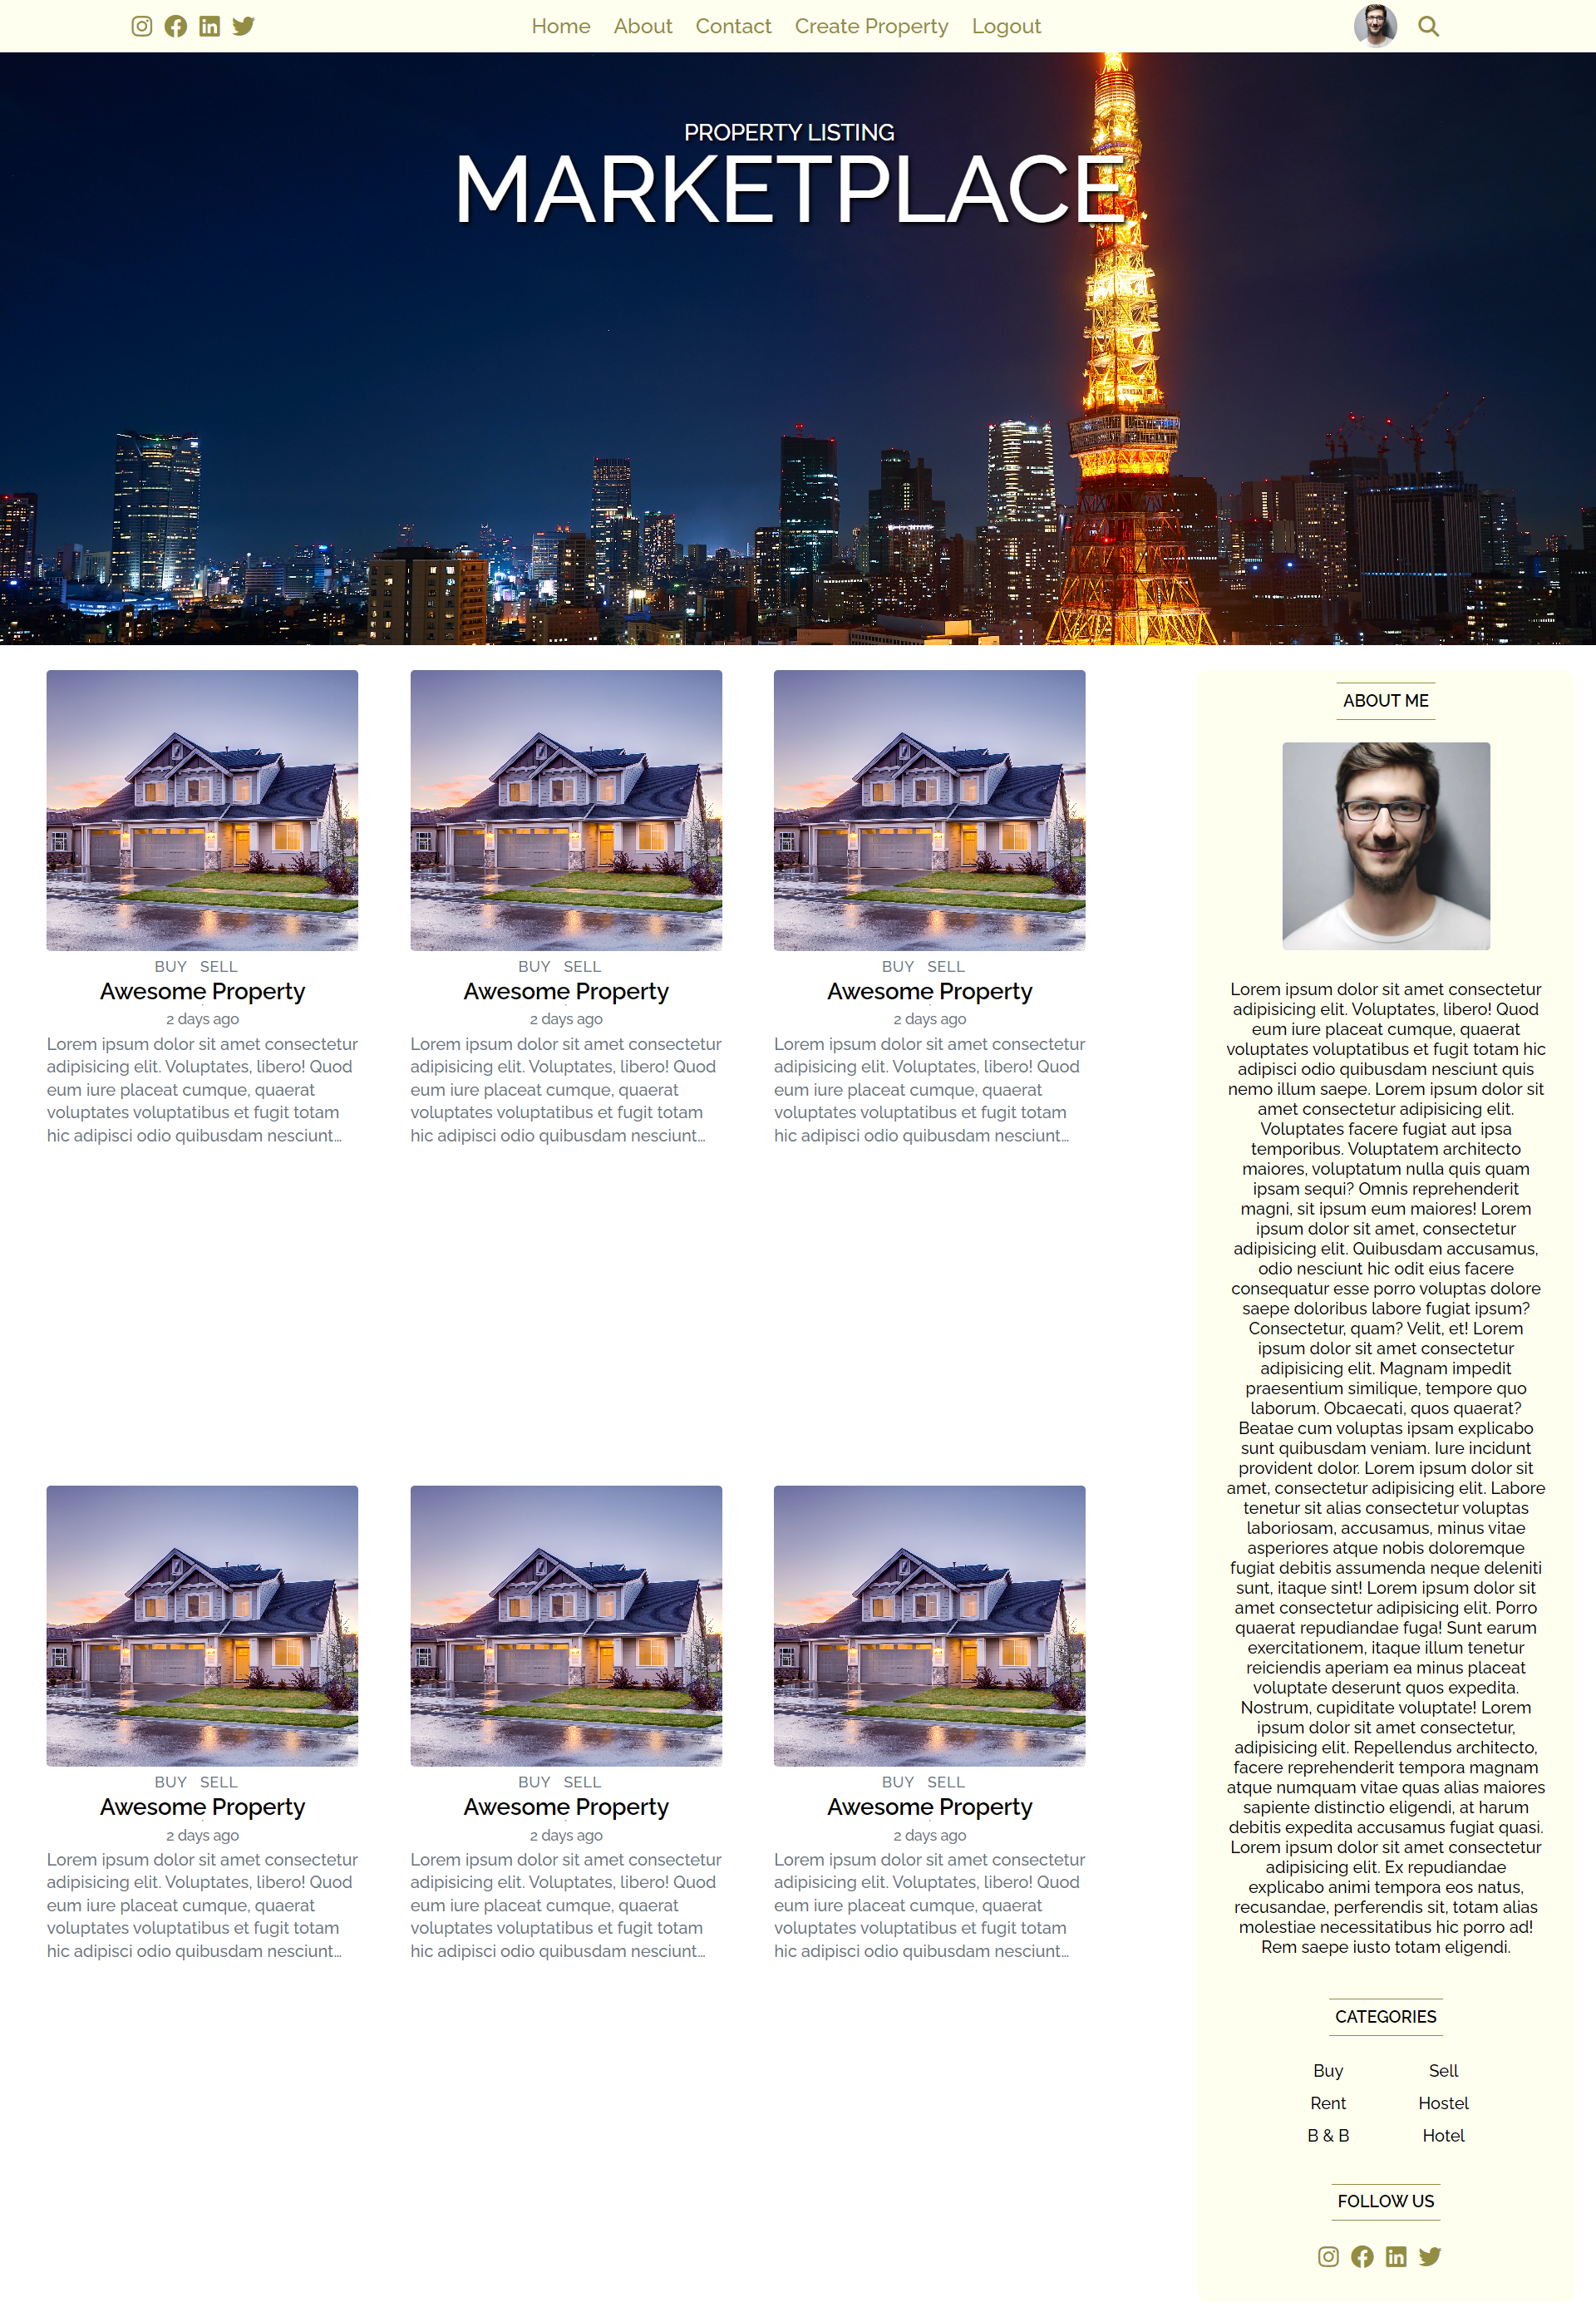 Home About Contact Create Property Logout
PROPERTY LISTING
MARKETPLACE
BUY SELL
Awesome Property
2 days ago
Lorem ipsum dolor sit amet consectetur
adipisicing elit. Voluptates, libero! Quod
eum iure placeat cumque, quaerat
voluptates voluptatibus et fugit totam
hic adipisci odio quibusdam nesciunt...
BUY SELL
Awesome Property
2 days ago
Lorem ipsum dolor sit amet consectetur
adipisicing elit. Voluptates, libero! Quod
eum iure placeat cumque, quaerat
voluptates voluptatibus et fugit totam
hic adipisci odio quibusdam nesciunt...
BUY SELL
Awesome Property
2 days ago
Lorem ipsum dolor sit amet consectetur
adipisicing elit. Voluptates, libero! Quod
eum iure placeat cumque, quaerat
voluptates voluptatibus et fugit totam
hic adipisci odio quibusdam nesciunt...
BUY SELL
Awesome Property
2 days ago
Lorem ipsum dolor sit amet consectetur
adipisicing elit. Voluptates, libero! Quod
eum iure placeat cumque, quaerat
voluptates voluptatibus et fugit totam
hic adipisci odio quibusdam nesciunt...
BUY SELL
Awesome Property
2 days ago
Lorem ipsum dolor sit amet consectetur
adipisicing elit. Voluptates, libero! Quod
eum iure placeat cumque, quaerat
voluptates voluptatibus et fugit totam
hic adipisci odio quibusdam nesciunt...
BUY SELL
Awesome Property
2 days ago
Lorem ipsum dolor sit amet consectetur
adipisicing elit. Voluptates, libero! Quod
eum iure placeat cumque, quaerat
voluptates voluptatibus et fugit totam
hic adipisci odio quibusdam nesciunt...
ABOUT ME
Lorem ipsum dolor sit amet consectetur
adipisicing elit. Voluptates, libero! Quod
eum iure placeat cumque, quaerat
voluptates voluptatibus et fugit totam hic
adipisci odio quibusdam nesciunt quis
nemo illum saepe. Lorem ipsum dolor sit
amet consectetur adipisicing elit.
Voluptates facere fugiat aut ipsa
temporibus. Voluptatem architecto
maiores, voluptatum nulla quis quam
ipsam sequi? Omnis reprehenderit
magni, sit ipsum eum maiores! Lorem
ipsum dolor sit amet, consectetur
adipisicing elit. Quibusdam accusamus,
odio nesciunt hic odit eius facere
consequatur esse porro voluptas dolore
saepe doloribus labore fugiat ipsum?
Consectetur, quam? Velit, et! Lorem
ipsum dolor sit amet consectetur
adipisicing elit. Magnam impedit
praesentium similique, tempore quo
laborum. Obcaecati, quos quaerat?
Beatae cum voluptas ipsam explicabo
sunt quibusdam veniam. Iure incidunt
provident dolor. Lorem ipsum dolor sit
amet, consectetur adipisicing elit. Labore
tenetur sit alias consectetur voluptas
laboriosam, accusamus, minus vitae
asperiores atque nobis doloremque
fugiat debitis assumenda neque deleniti
sunt, itaque sint! Lorem ipsum dolor sit
amet consectetur adipisicing elit. Porro
quaerat repudiandae fuga! Sunt earum
exercitationem, itaque illum tenetur
reiciendis aperiam ea minus placeat
voluptate deserunt quos expedita.
Nostrum, cupiditate voluptate! Lorem
ipsum dolor sit amet consectetur,
adipisicing elit. Repellendus architecto,
facere reprehenderit tempora magnam
atque numquam vitae quas alias maiores
sapiente distinctio eligendi, at harum
debitis expedita accusamus fugiat quasi.
Lorem ipsum dolor sit amet consectetur
adipisicing elit. Ex repudiandae
explicabo animi tempora eos natus,
recusandae, perferendis sit, totam alias
molestiae necessitatibus hic porro ad!
Rem saepe iusto totam eligendi.
CATEGORIES
Buy Sell
Rent Hostel
B & B Hotel
FOLLOW US